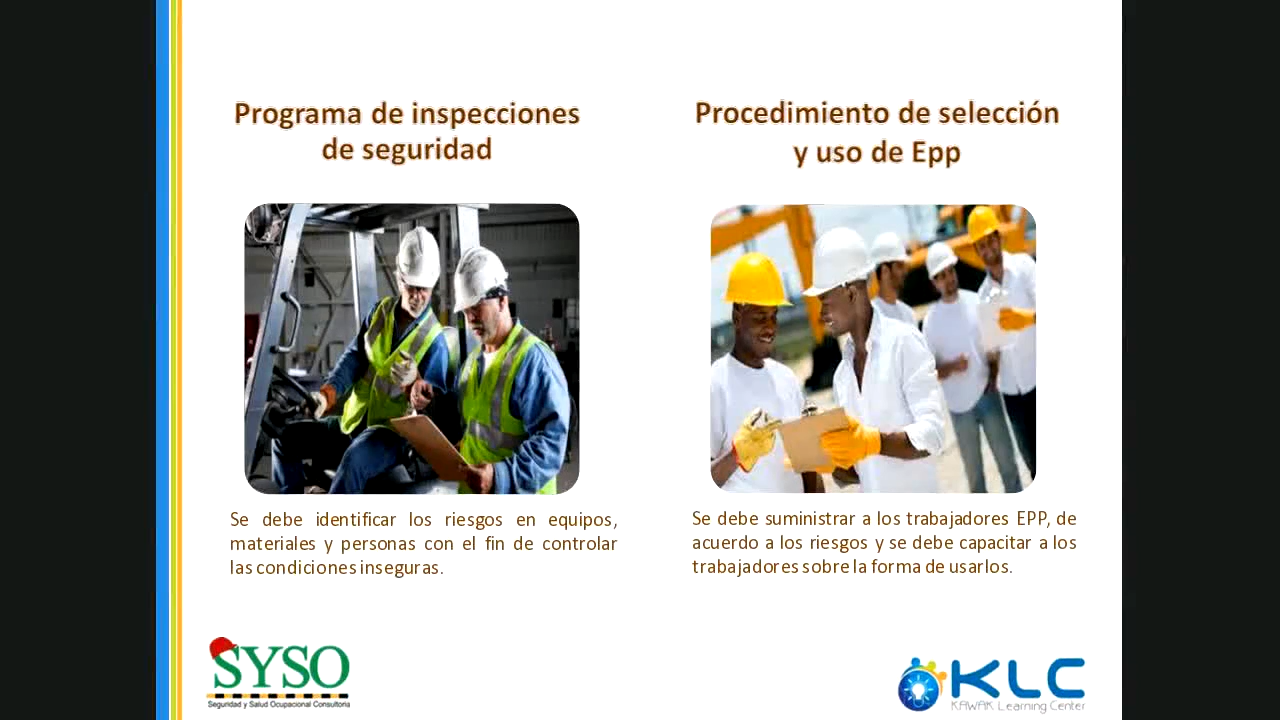 Programa de inspecciones
de seguridad
Se debe identificar los riesgos en equipos,
materiales y personas con el fin de controlar
las condiciones inseguras.
Procedimiento de selección
y uso de Epp
Se debe suministrar a los trabajadores EPP, de
acuerdo a los riesgos y se debe capacitar a los
trabajadores sobre la forma de usarlos.
SYSO
Seguridad y Salud Ocupacional Consultoria
KLC
KAWAK Learning Center